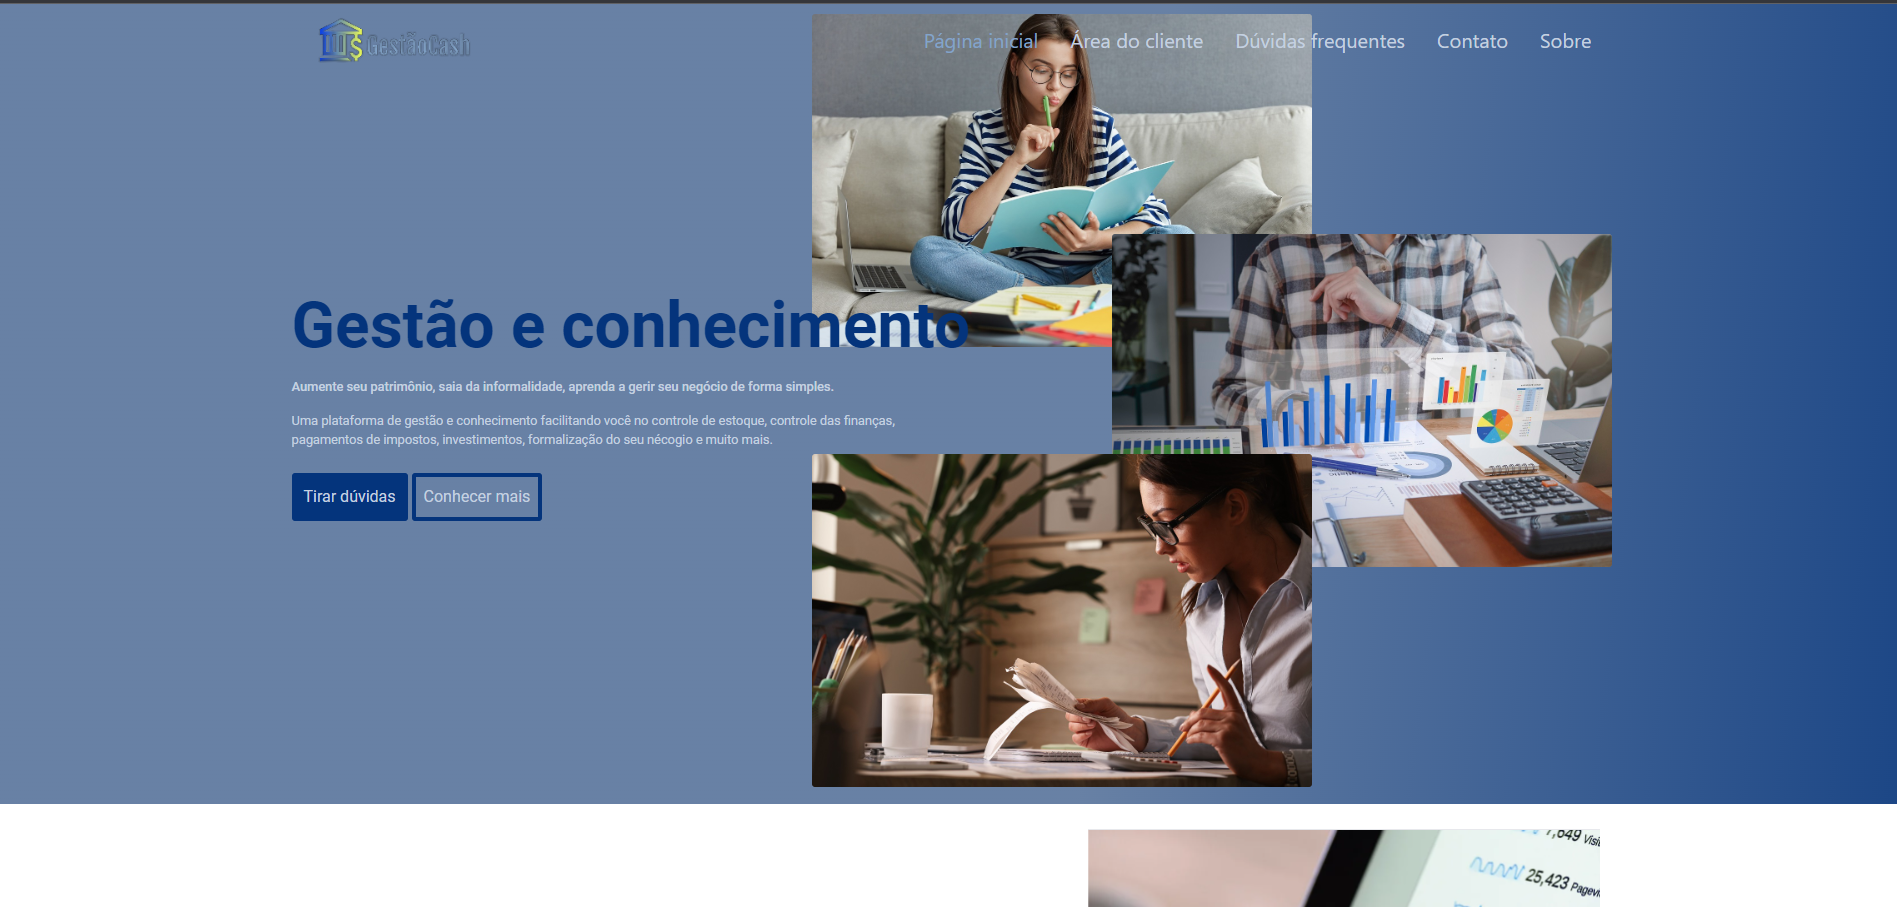 GestãoCash
Página inicial Área do cliente Dúvidas frequentes Contato Sobre
Gestão e conhecimento
Aumente seu patrimônio, saia da informalidade, aprenda a gerir seu negócio de forma simples.
Uma plataforma de gestão e conhecimento facilitando você no controle de estoque, controle das finanças,
pagamentos de impostos, investimentos, formalização do seu nécogio e muito mais.
Tirar dúvidas Conhecer mais
7,649
25,423